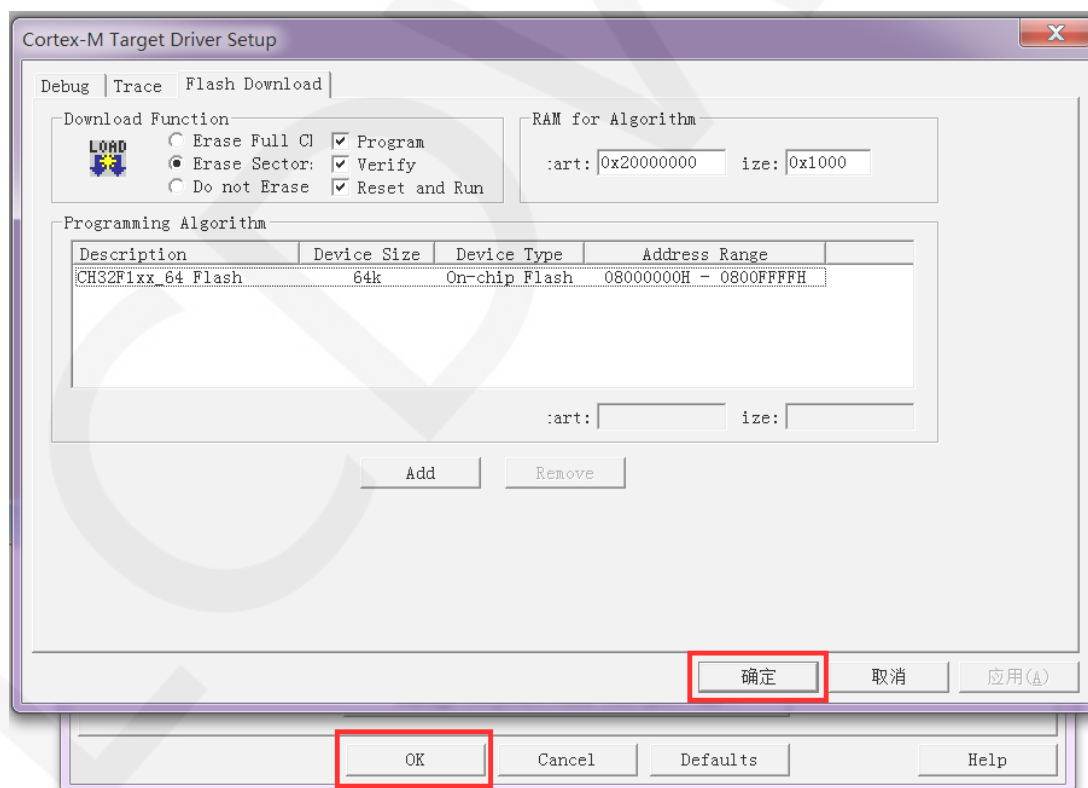 Cortex-M Target Driver Setup
Debug Trace Flash Download
Download Function
LOAD
Erase Full Cl
Erase Sector:
Do not Erase
Program
Verify
Reset and Run
RAM for Algorithm
:art: 0x20000000 ize: 0x1000
Programming Algorithm
Description Device Size Device Type Address Range
CH32F1xx_64 Flash 64k On-chip Flash 08000000H - 0800FFFFH
:art: ize:
Add Remove
确定 取消 应用(A)
OK Cancel Defaults Help